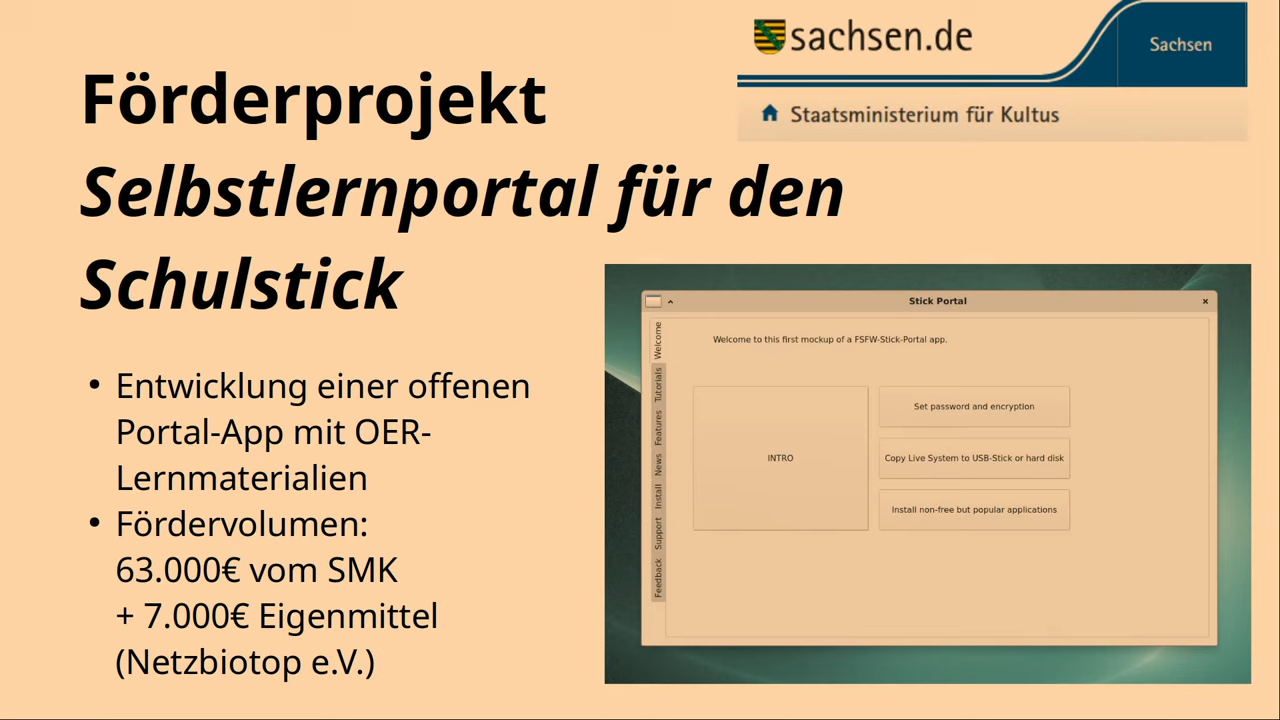 sachsen.de
Sachsen
Staatsministerium für Kultus
Förderprojekt
Selbstlernportal für den
Schulstick
• Entwicklung einer offenen
Portal-App mit OER-
Lernmaterialien
• Fördervolumen:
63.000€ vom SMK
+ 7.000€ Eigenmittel
(Netzbiotop e.V.)
Stick Portal
Welcome
Tutorials
Features
News
Install
Support
Feedback
Welcome to this first mockup of a FSFW-Stick-Portal app.
INTRO
Set password and encryption
Copy Live System to USB-Stick or hard disk
Install non-free but popular applications